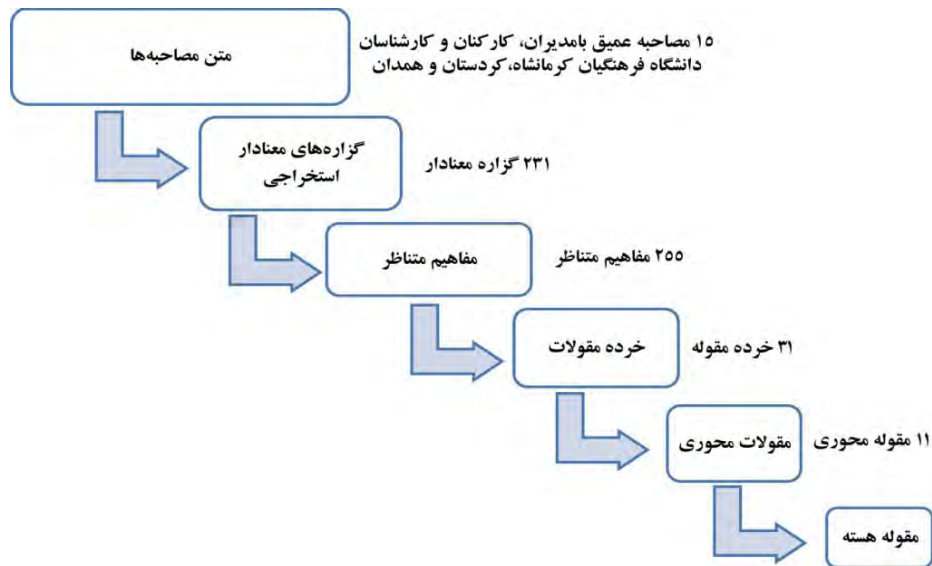 ۱۵ مصاحبه عمیق بامدیران، کارکنان و کارشناسان
دانشگاه فرهنگیان کرمانشاه،کردستان و همدان
متن مصاحبه‌ها
۲۳۱ گزاره معنادار
گزاره‌های معنادار
استخراجی
۲۵۵ مفاهیم متناظر
مفاهیم متناظر
۳۱ خرده مقوله
خرده مقولات
۱۱ مقوله محوری
مقولات محوری
مقوله هسته